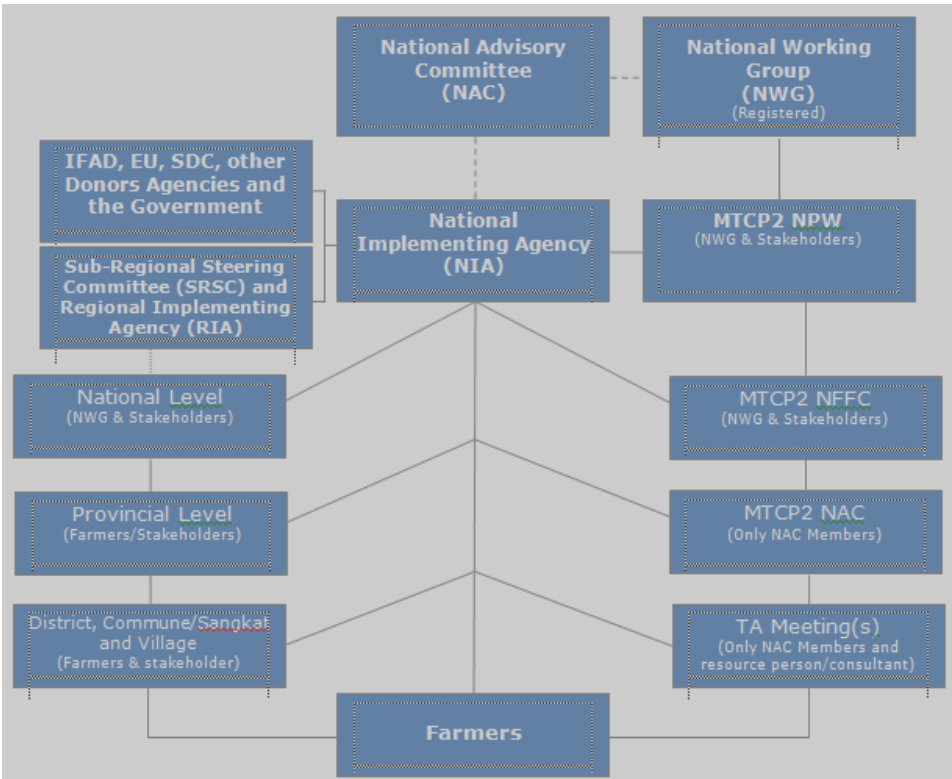 National Advisory
Committee
(NAC)
National Working
Group
(NWG)
(Registered)
IFAD, EU, SDC, other
Donors Agencies and
the Government
National
Implementing Agency
(NIA)
MTCP2 NPW
(NWG & Stakeholders)
Sub-Regional Steering
Committee (SRSC) and
Regional Implementing
Agency (RIA)
National Level
(NWG & Stakeholders)
MTCP2 NFFC
(NWG & Stakeholders)
Provincial Level
(Farmers/Stakeholders)
MTCP2 NAC
(Only NAC Members)
District, Commune/Sangkat
and Village
(Farmers & stakeholder)
TA Meeting(s)
(Only NAC Members and
resource person/consultant)
Farmers